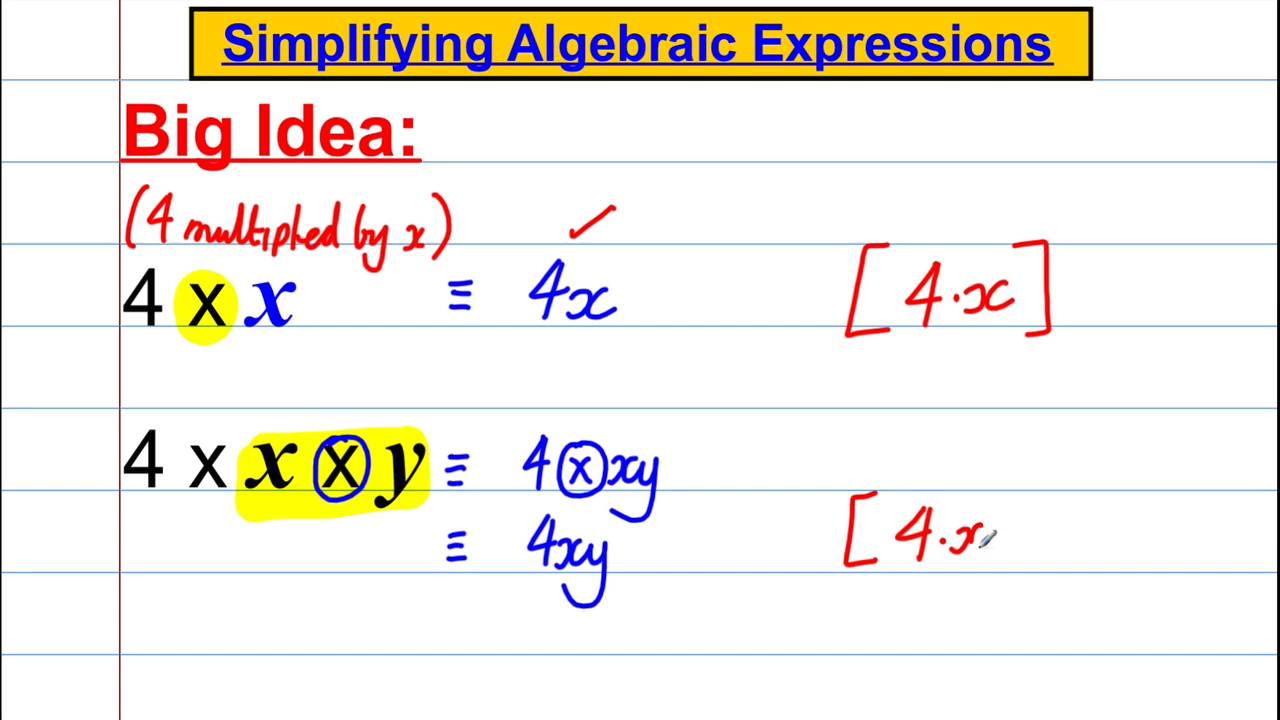 Simplifying Algebraic Expressions
Big Idea:
(4 multiplied by x) ✓
4 x x ≡ 4x [4·x]
4 x x x y ≡ 4 x xy
≡ 4xy [4·x